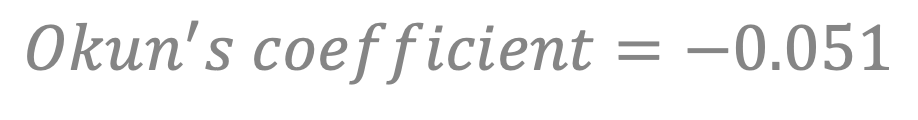 Okun's coefficient = −0.051